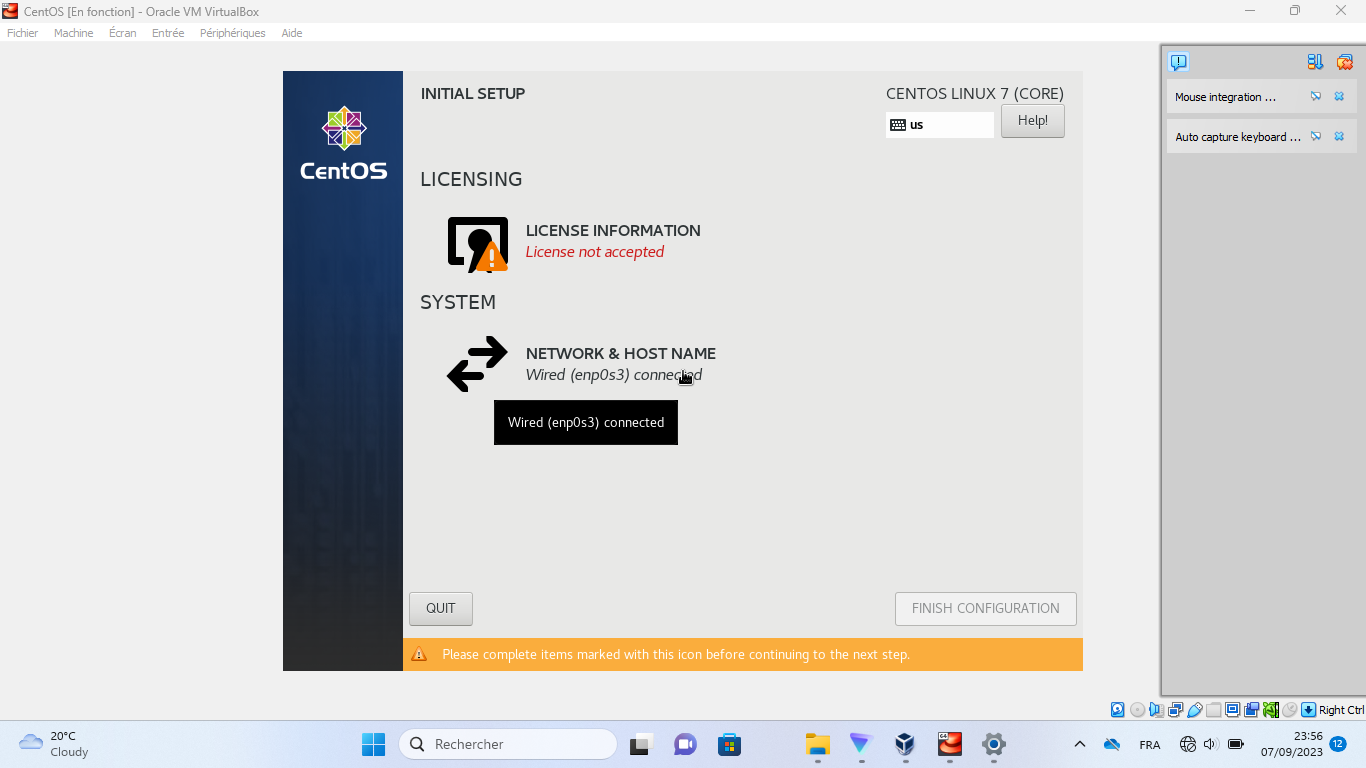 CentOS [En fonction] - Oracle VM VirtualBox
Fichier Machine Écran Entrée Périphériques Aide
CentOS
INITIAL SETUP
CENTOS LINUX 7 (CORE)
us
Help!
LICENSING
LICENSE INFORMATION
License not accepted
SYSTEM
NETWORK & HOST NAME
Wired (enp0s3) connected
Wired (enp0s3) connected
QUIT
FINISH CONFIGURATION
Please complete items marked with this icon before continuing to the next step.
Mouse integration ...
Auto capture keyboard ...
Right Ctrl
20°C
Cloudy
Rechercher
64
FRA
23:56
07/09/2023
12